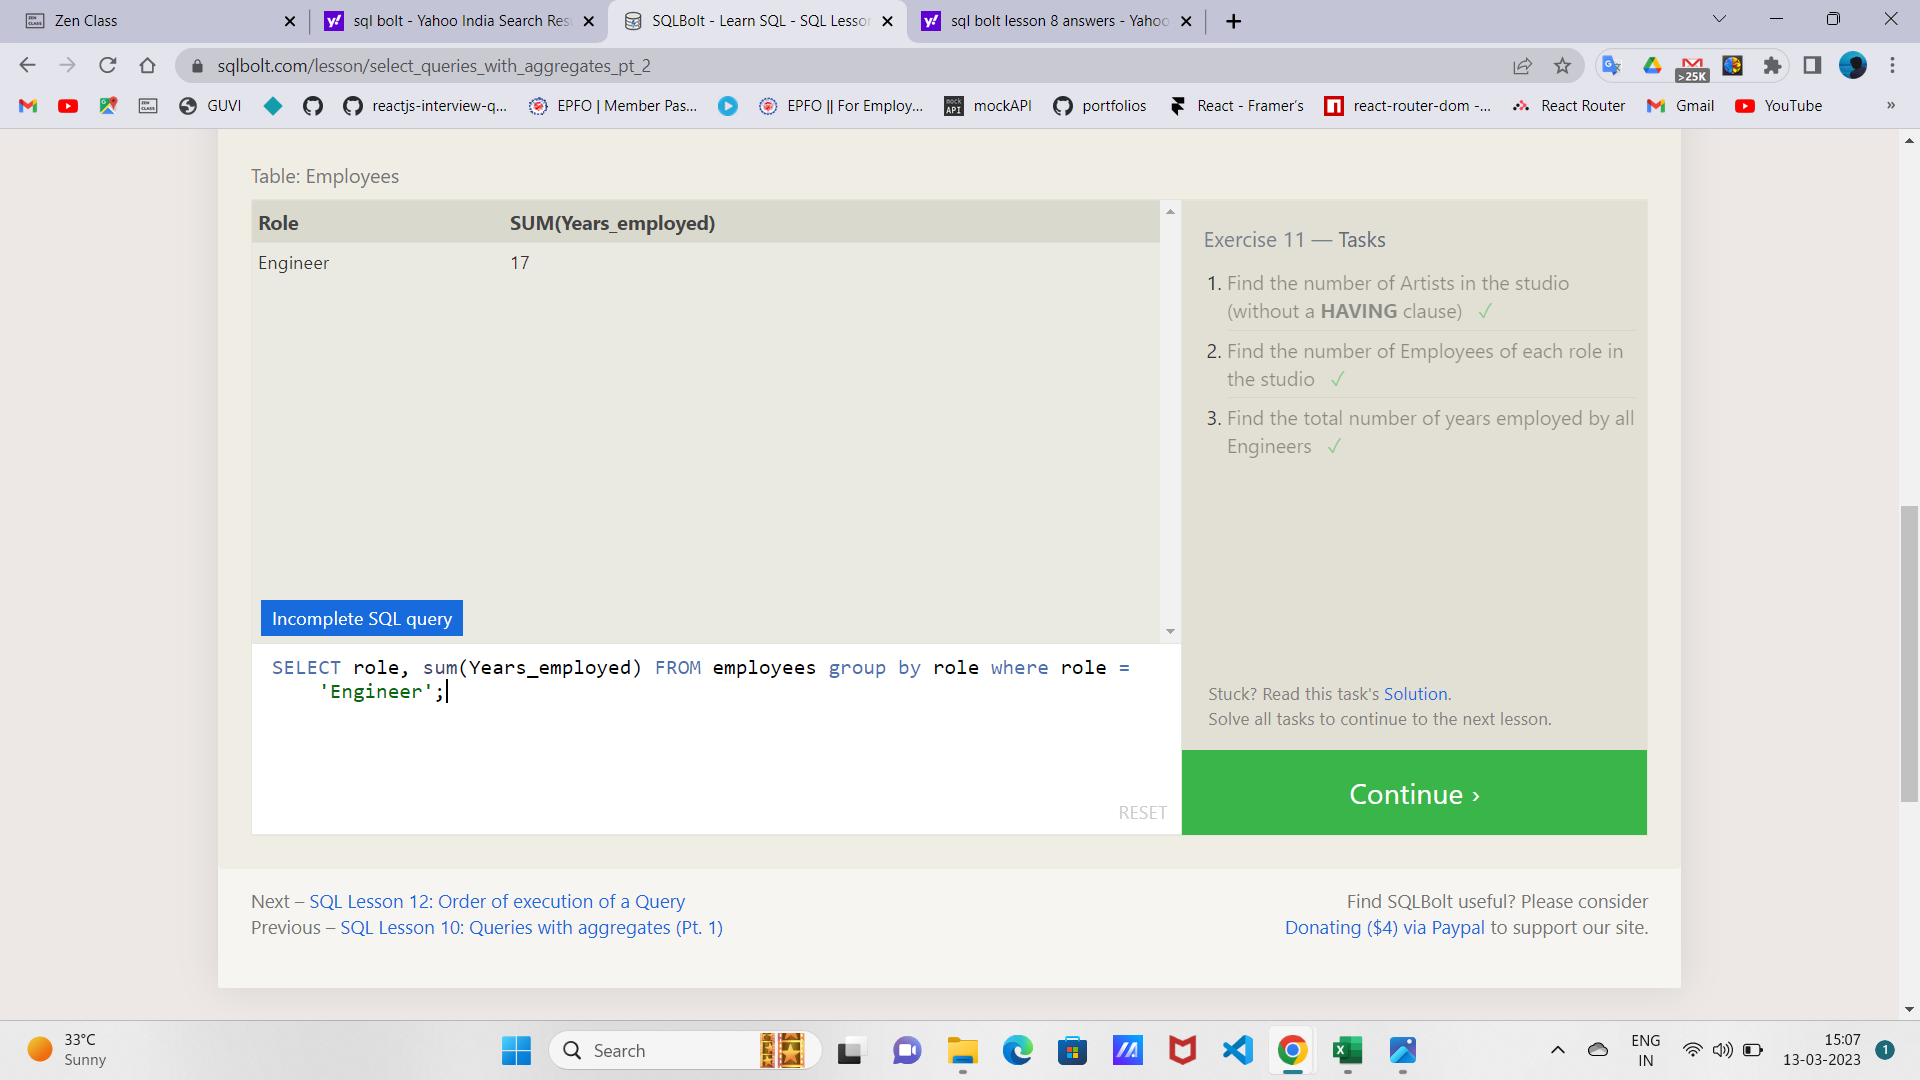 Zen Class
sql bolt - Yahoo India Search Res
SQLBolt - Learn SQL - SQL Lesson
sql bolt lesson 8 answers - Yahoo
sqlbolt.com/lesson/select_queries_with_aggregates_pt_2
>25K
GUVI
reactjs-interview-q...
EPFO | Member Pas...
EPFO || For Employ...
mock API
mockAPI
portfolios
React - Framer's
react-router-dom -...
React Router
Gmail
YouTube
»
Table: Employees
Role SUM(Years_employed)
Engineer 17
Incomplete SQL query
SELECT role, sum(Years_employed) FROM employees group by role where role =
'Engineer';
RESET
Exercise 11 — Tasks
1. Find the number of Artists in the studio
(without a HAVING clause) ✓
2. Find the number of Employees of each role in
the studio ✓
3. Find the total number of years employed by all
Engineers ✓
Stuck? Read this task's Solution.
Solve all tasks to continue to the next lesson.
Continue ›
Next – SQL Lesson 12: Order of execution of a Query
Previous – SQL Lesson 10: Queries with aggregates (Pt. 1)
Find SQLBolt useful? Please consider
Donating ($4) via Paypal to support our site.
33°C
Sunny
Search
ENG
IN
15:07
13-03-2023
1